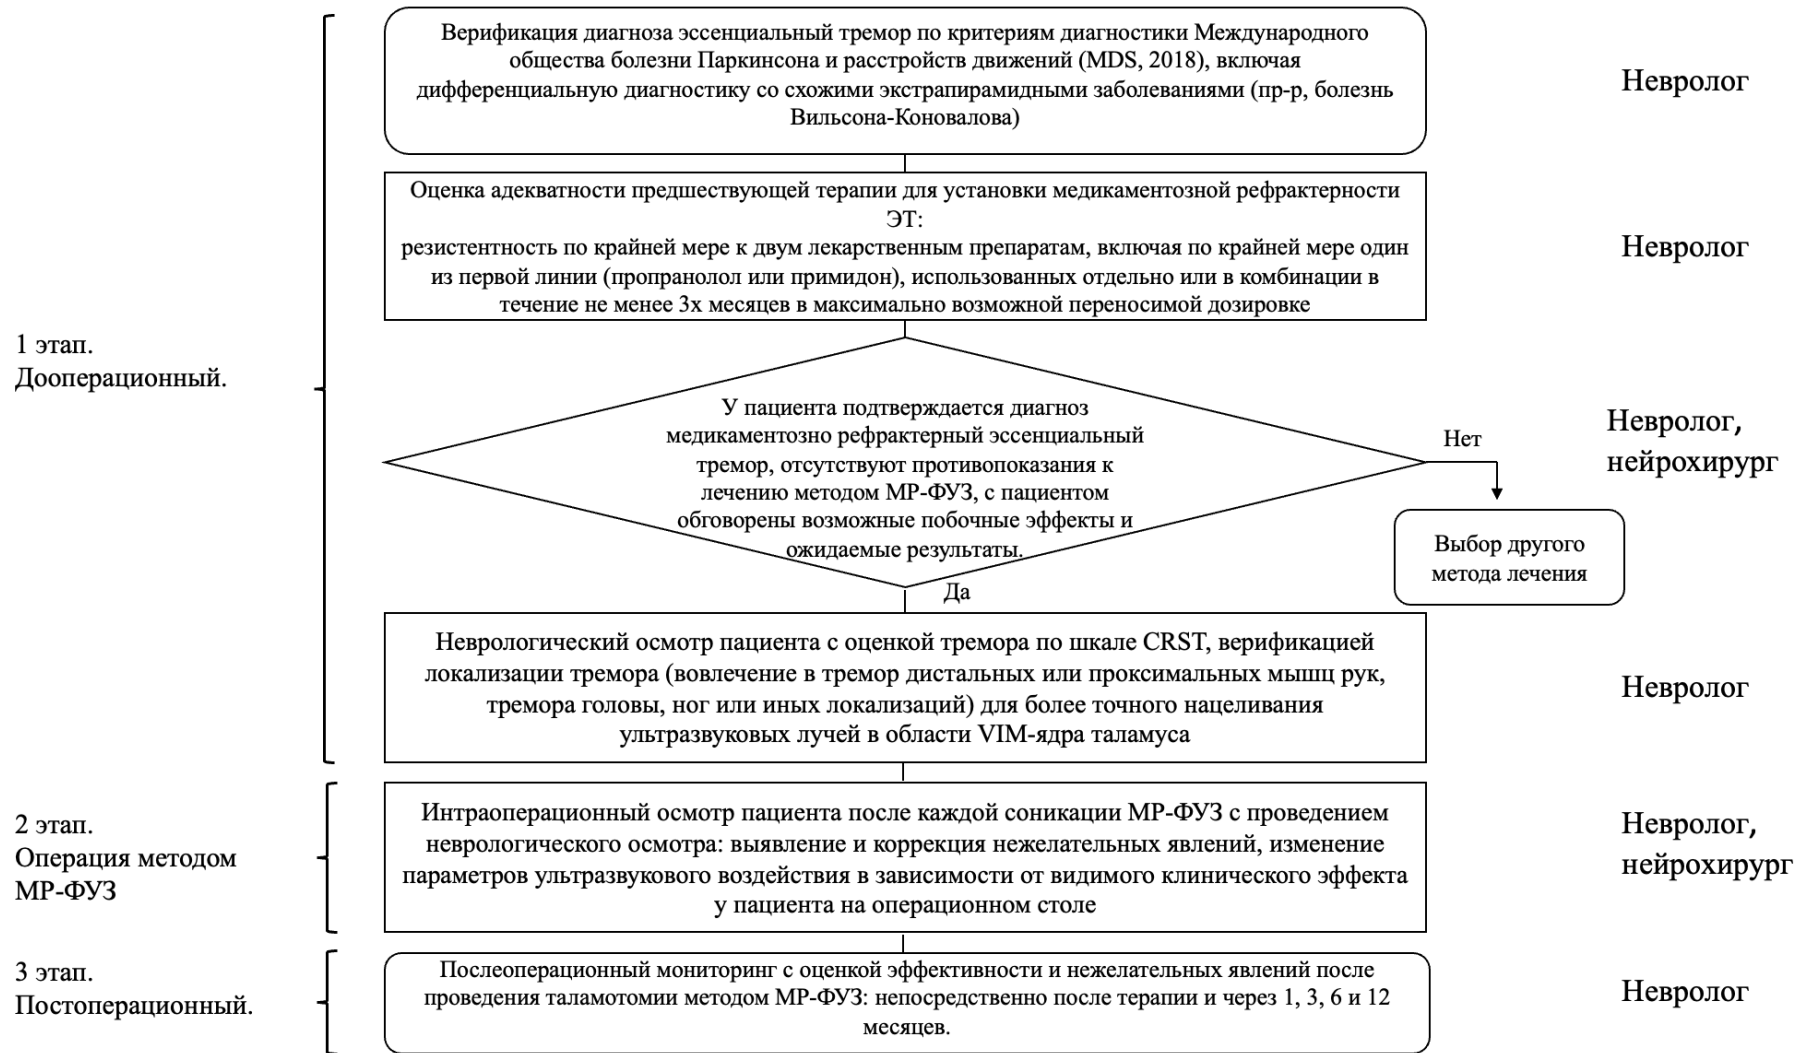 Верификация диагноза эссенциальный тремор по критериям диагностики Международного
общества болезни Паркинсона и расстройств движений (MDS, 2018), включая
дифференциальную диагностику со схожими экстрапирамидными заболеваниями (пр-р, болезнь
Вильсона-Коновалова)
Невролог
Оценка адекватности предшествующей терапии для установки медикаментозной рефрактерности
ЭТ:
резистентность по крайней мере к двум лекарственным препаратам, включая по крайней мере один
из первой линии (пропранолол или примидон), использованных отдельно или в комбинации в
течение не менее 3х месяцев в максимально возможной переносимой дозировке
Невролог
1 этап.
Дооперационный.
У пациента подтверждается диагноз
медикаментозно рефрактерный эссенциальный
тремор, отсутствуют противопоказания к
лечению методом МР-ФУЗ, с пациентом
обговорены возможные побочные эффекты и
ожидаемые результаты.
Нет
Невролог,
нейрохирург
Выбор другого
метода лечения
Да
Неврологический осмотр пациента с оценкой тремора по шкале CRST, верификацией
локализации тремора (вовлечение в тремор дистальных или проксимальных мышц рук,
тремора головы, ног или иных локализаций) для более точного нацеливания
ультразвуковых лучей в области VIM-ядра таламуса
Невролог
2 этап.
Операция методом
МР-ФУЗ
Интраоперационный осмотр пациента после каждой соникации МР-ФУЗ с проведением
неврологического осмотра: выявление и коррекция нежелательных явлений, изменение
параметров ультразвукового воздействия в зависимости от видимого клинического эффекта
у пациента на операционном столе
Невролог,
нейрохирург
3 этап.
Постоперационный.
Послеоперационный мониторинг с оценкой эффективности и нежелательных явлений после
проведения таламотомии методом МР-ФУЗ: непосредственно после терапии и через 1, 3, 6 и 12
месяцев.
Невролог